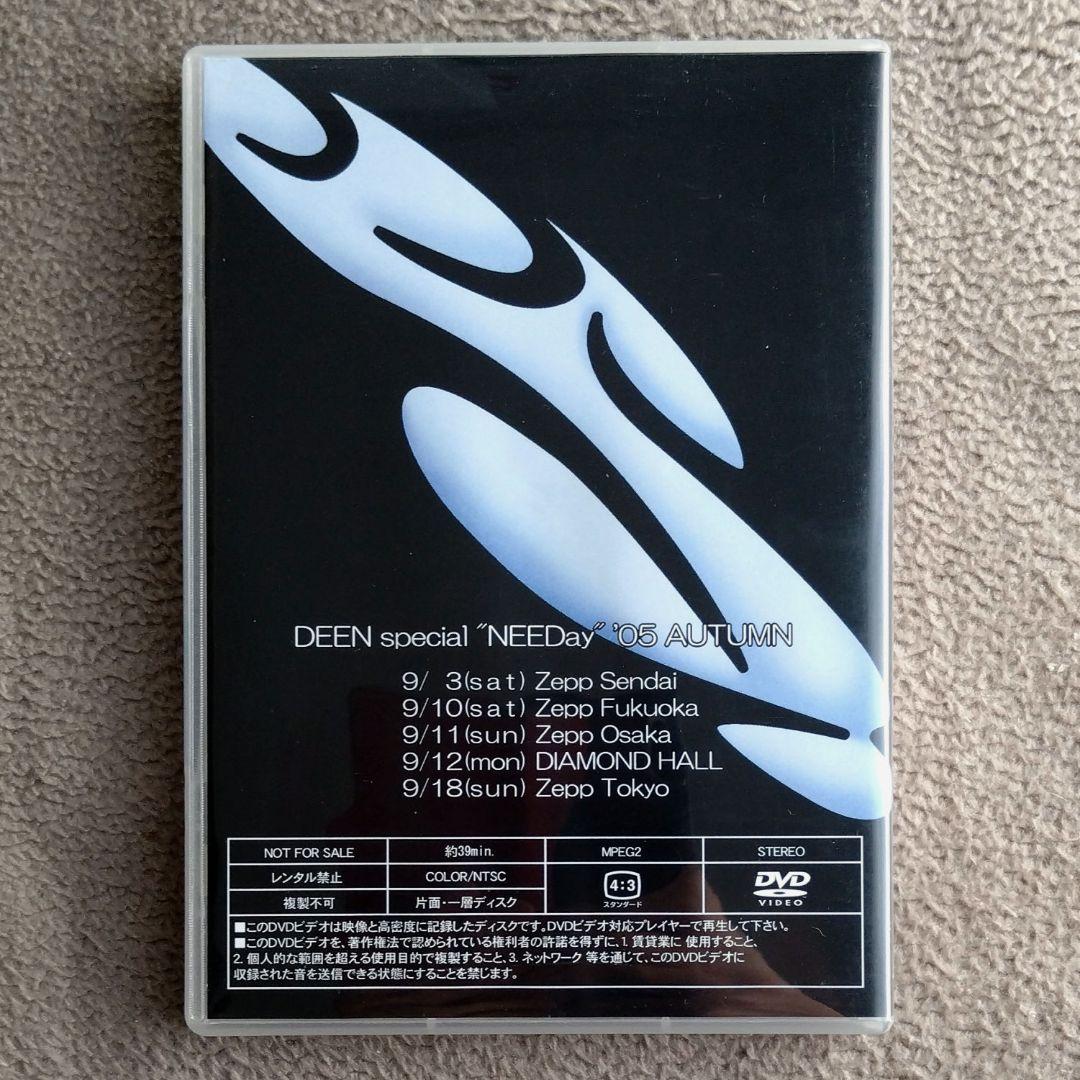 DEEN special "NEEDay" '05 AUTUMN
9/ 3(sat) Zepp Sendai
9/10(sat) Zepp Fukuoka
9/11(sun) Zepp Osaka
9/12(mon) DIAMOND HALL
9/18(sun) Zepp Tokyo
NOT FOR SALE 約39min. MPEG2 STEREO
レンタル禁止 COLOR/NTSC 4:3 DVD
複製不可 片面・一層ディスク スタンダード VIDEO
■このDVDビデオは映像と高密度に記録したディスクです。DVDビデオ対応プレイヤーで再生して下さい。
■このDVDビデオを、著作権法で認められている権利者の許諾を得ずに、1. 賃貸業に 使用すること、
2. 個人的な範囲を超える使用目的で複製すること、3. ネットワーク 等を通じて、このDVDビデオに
収録された音を送信できる状態にすることを禁じます。